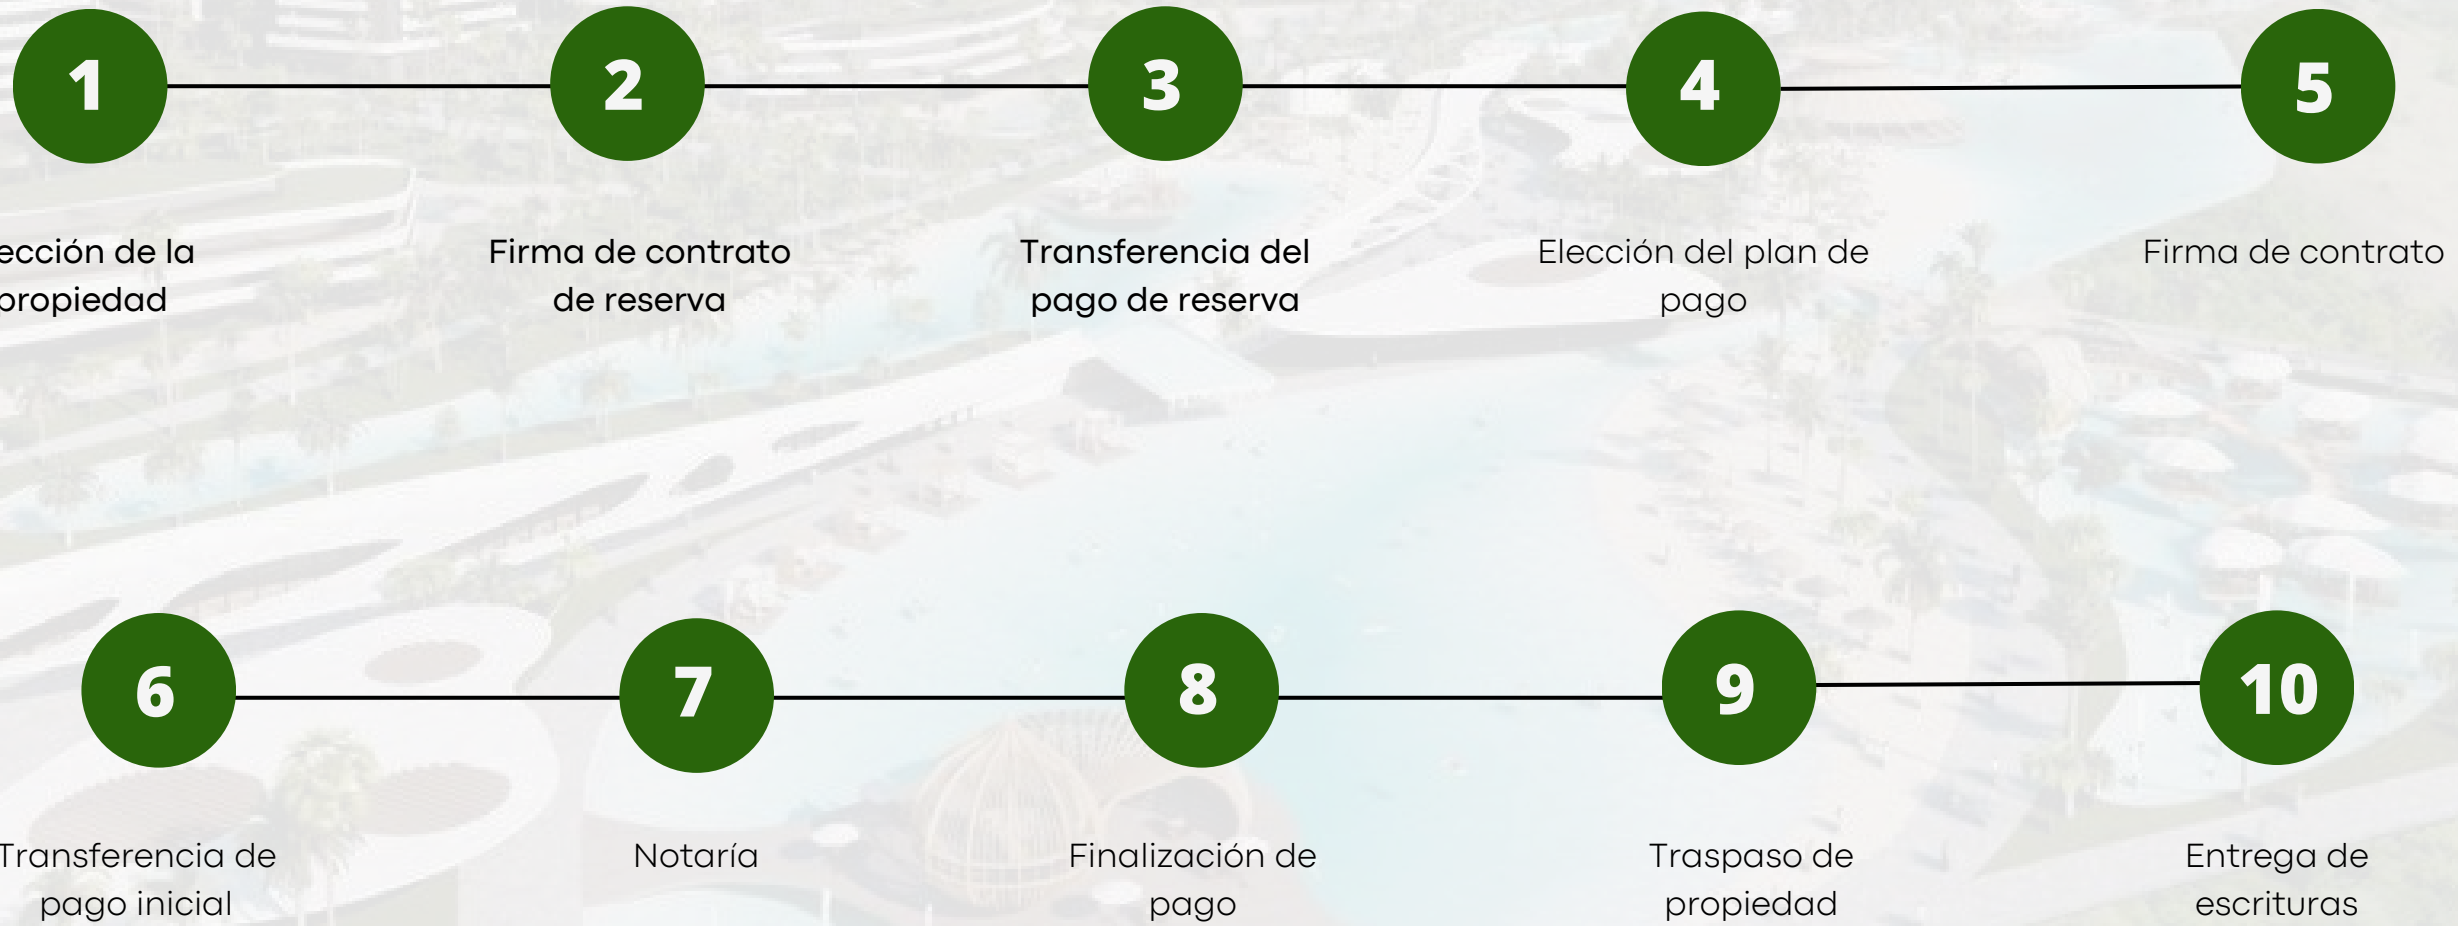 1
2
3
4
5
ección de la
propiedad
Firma de contrato
de reserva
Transferencia del
pago de reserva
Elección del plan de
pago
Firma de contrato
6
7
8
9
10
Transferencia de
pago inicial
Notaría
Finalización de
pago
Traspaso de
propiedad
Entrega de
escrituras